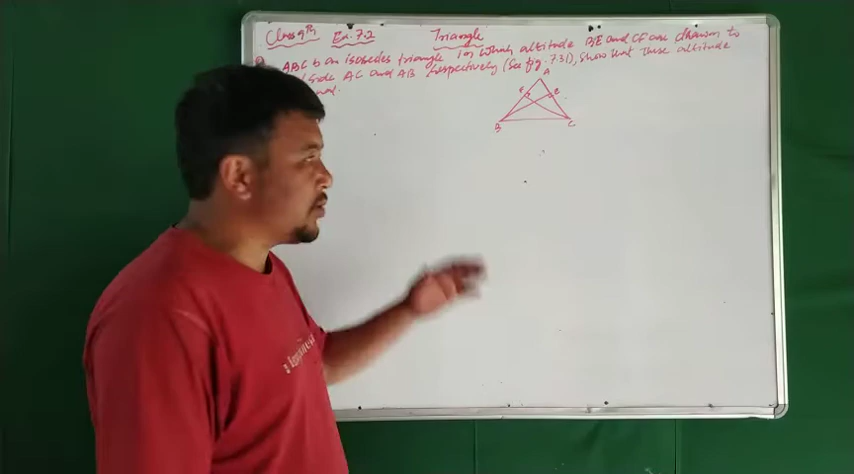 Class 9th Ex. 7.2 Triangle
ABC is an isosceles triangle in which altitude BE and CF are drawn to
side AC and AB respectively (See fig. 7.31), show that these altitude
A
F E
B C